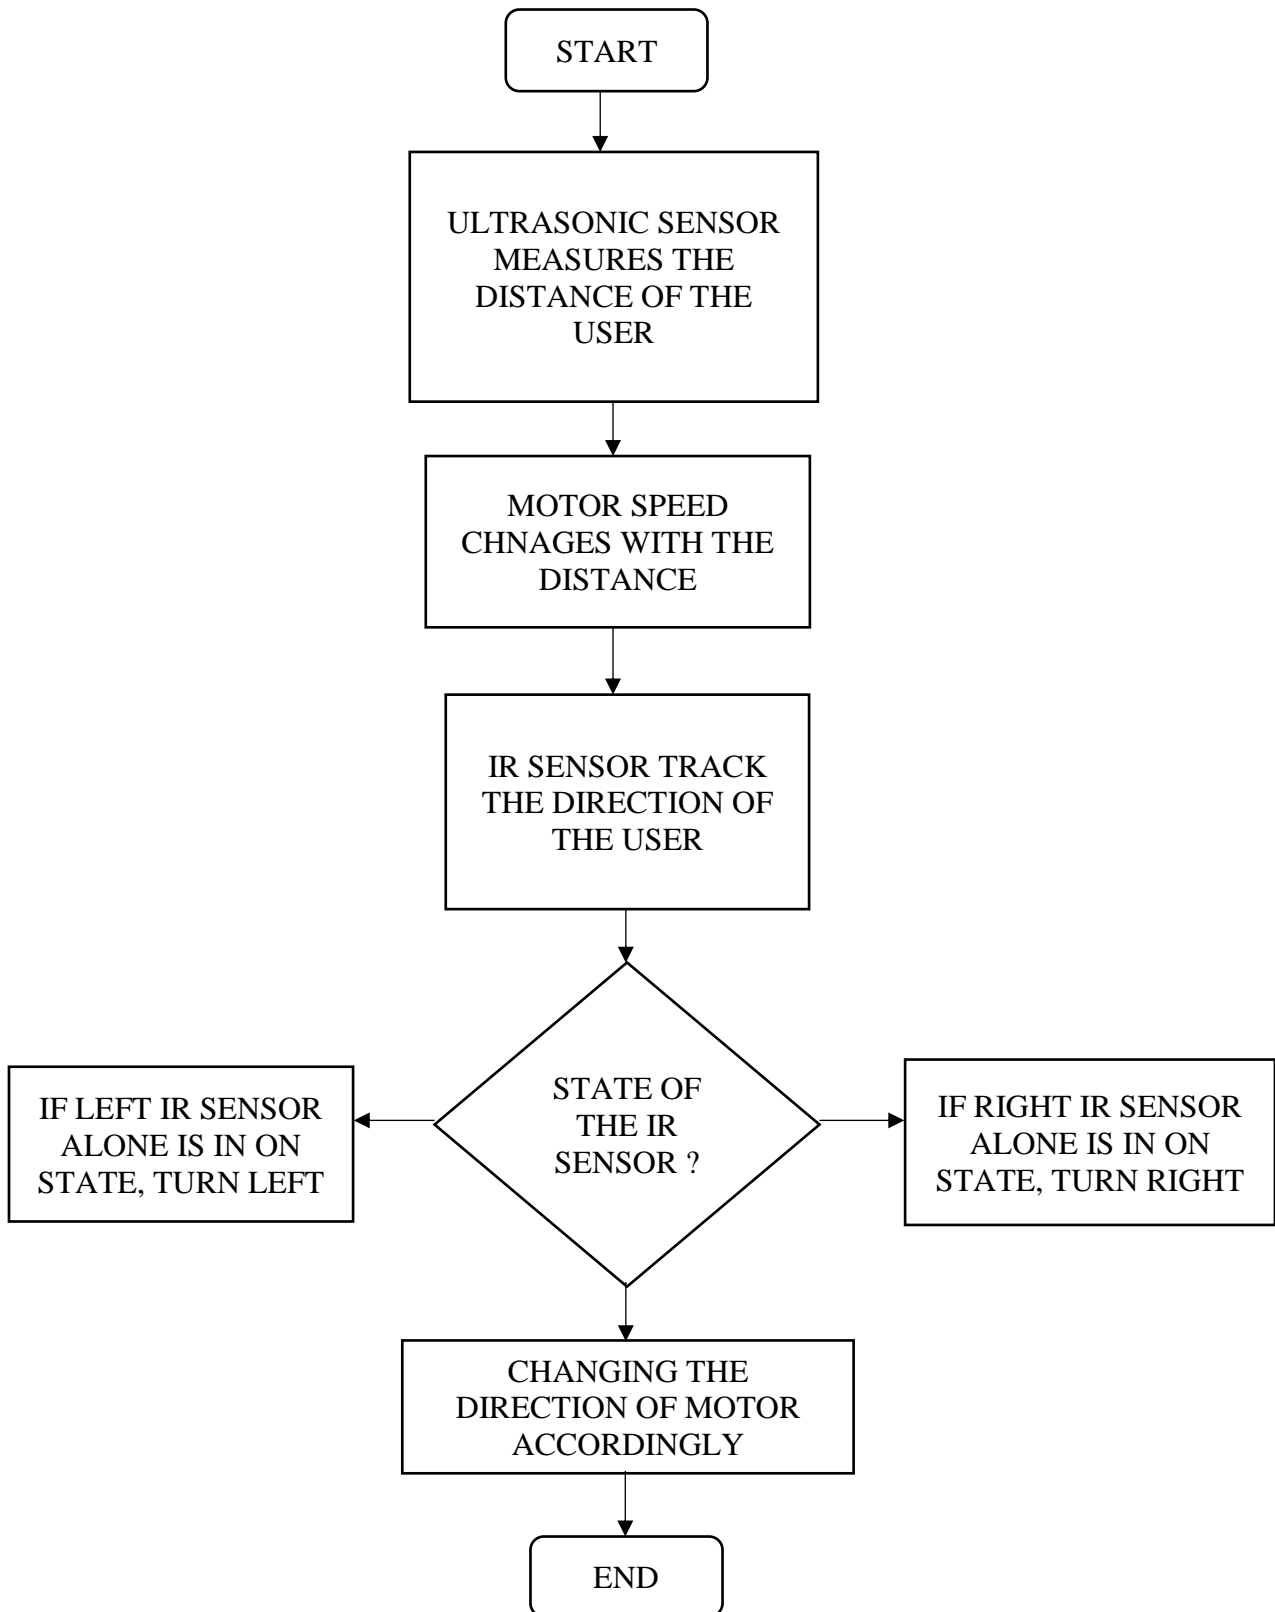 START
ULTRASONIC SENSOR
MEASURES THE
DISTANCE OF THE
USER
MOTOR SPEED
CHNAGES WITH THE
DISTANCE
IR SENSOR TRACK
THE DIRECTION OF
THE USER
STATE OF
THE IR
SENSOR ?
IF LEFT IR SENSOR
ALONE IS IN ON
STATE, TURN LEFT
IF RIGHT IR SENSOR
ALONE IS IN ON
STATE, TURN RIGHT
CHANGING THE
DIRECTION OF MOTOR
ACCORDINGLY
END